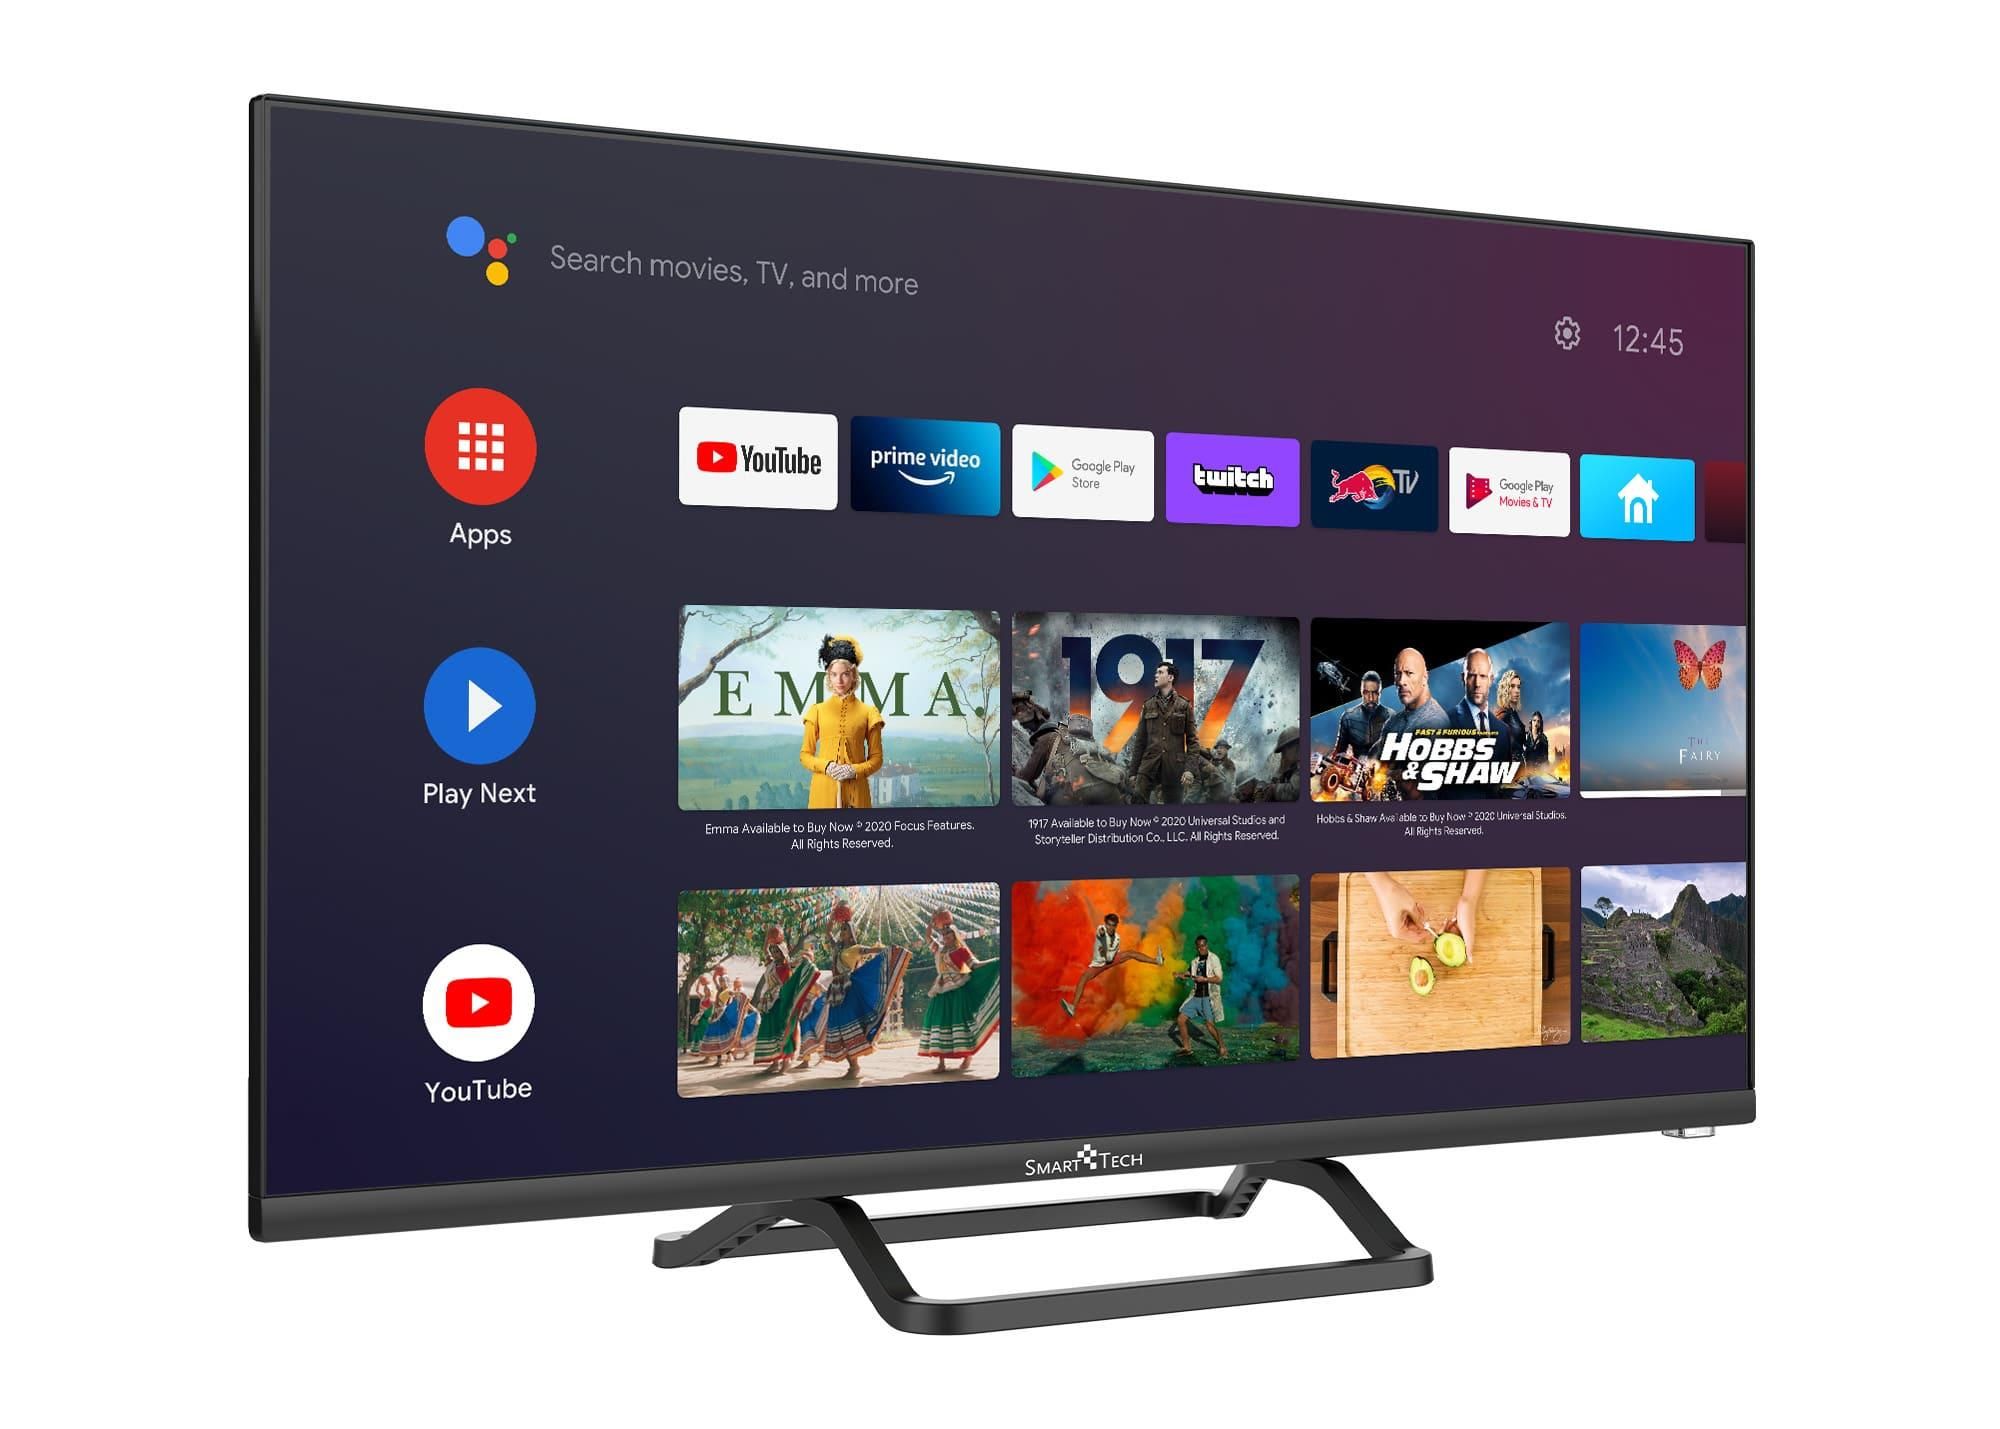 Search movies, TV, and more
12:45
Apps
YouTube
prime video
Google Play
Store
twitch
TV
Google Play
Movies & TV
Play Next
EMMA.
1917
FAST & FURIOUS
HOBBS
& SHAW
THE
FAIRY
Emma Available to Buy Now © 2020 Focus Features.
All Rights Reserved.
1917 Available to Buy Now © 2020 Universal Studios and
Storyteller Distribution Co., LLC. All Rights Reserved.
Hobbs & Shaw Available to Buy Now © 2020 Universal Studios.
All Rights Reserved.
YouTube
SMART TECH